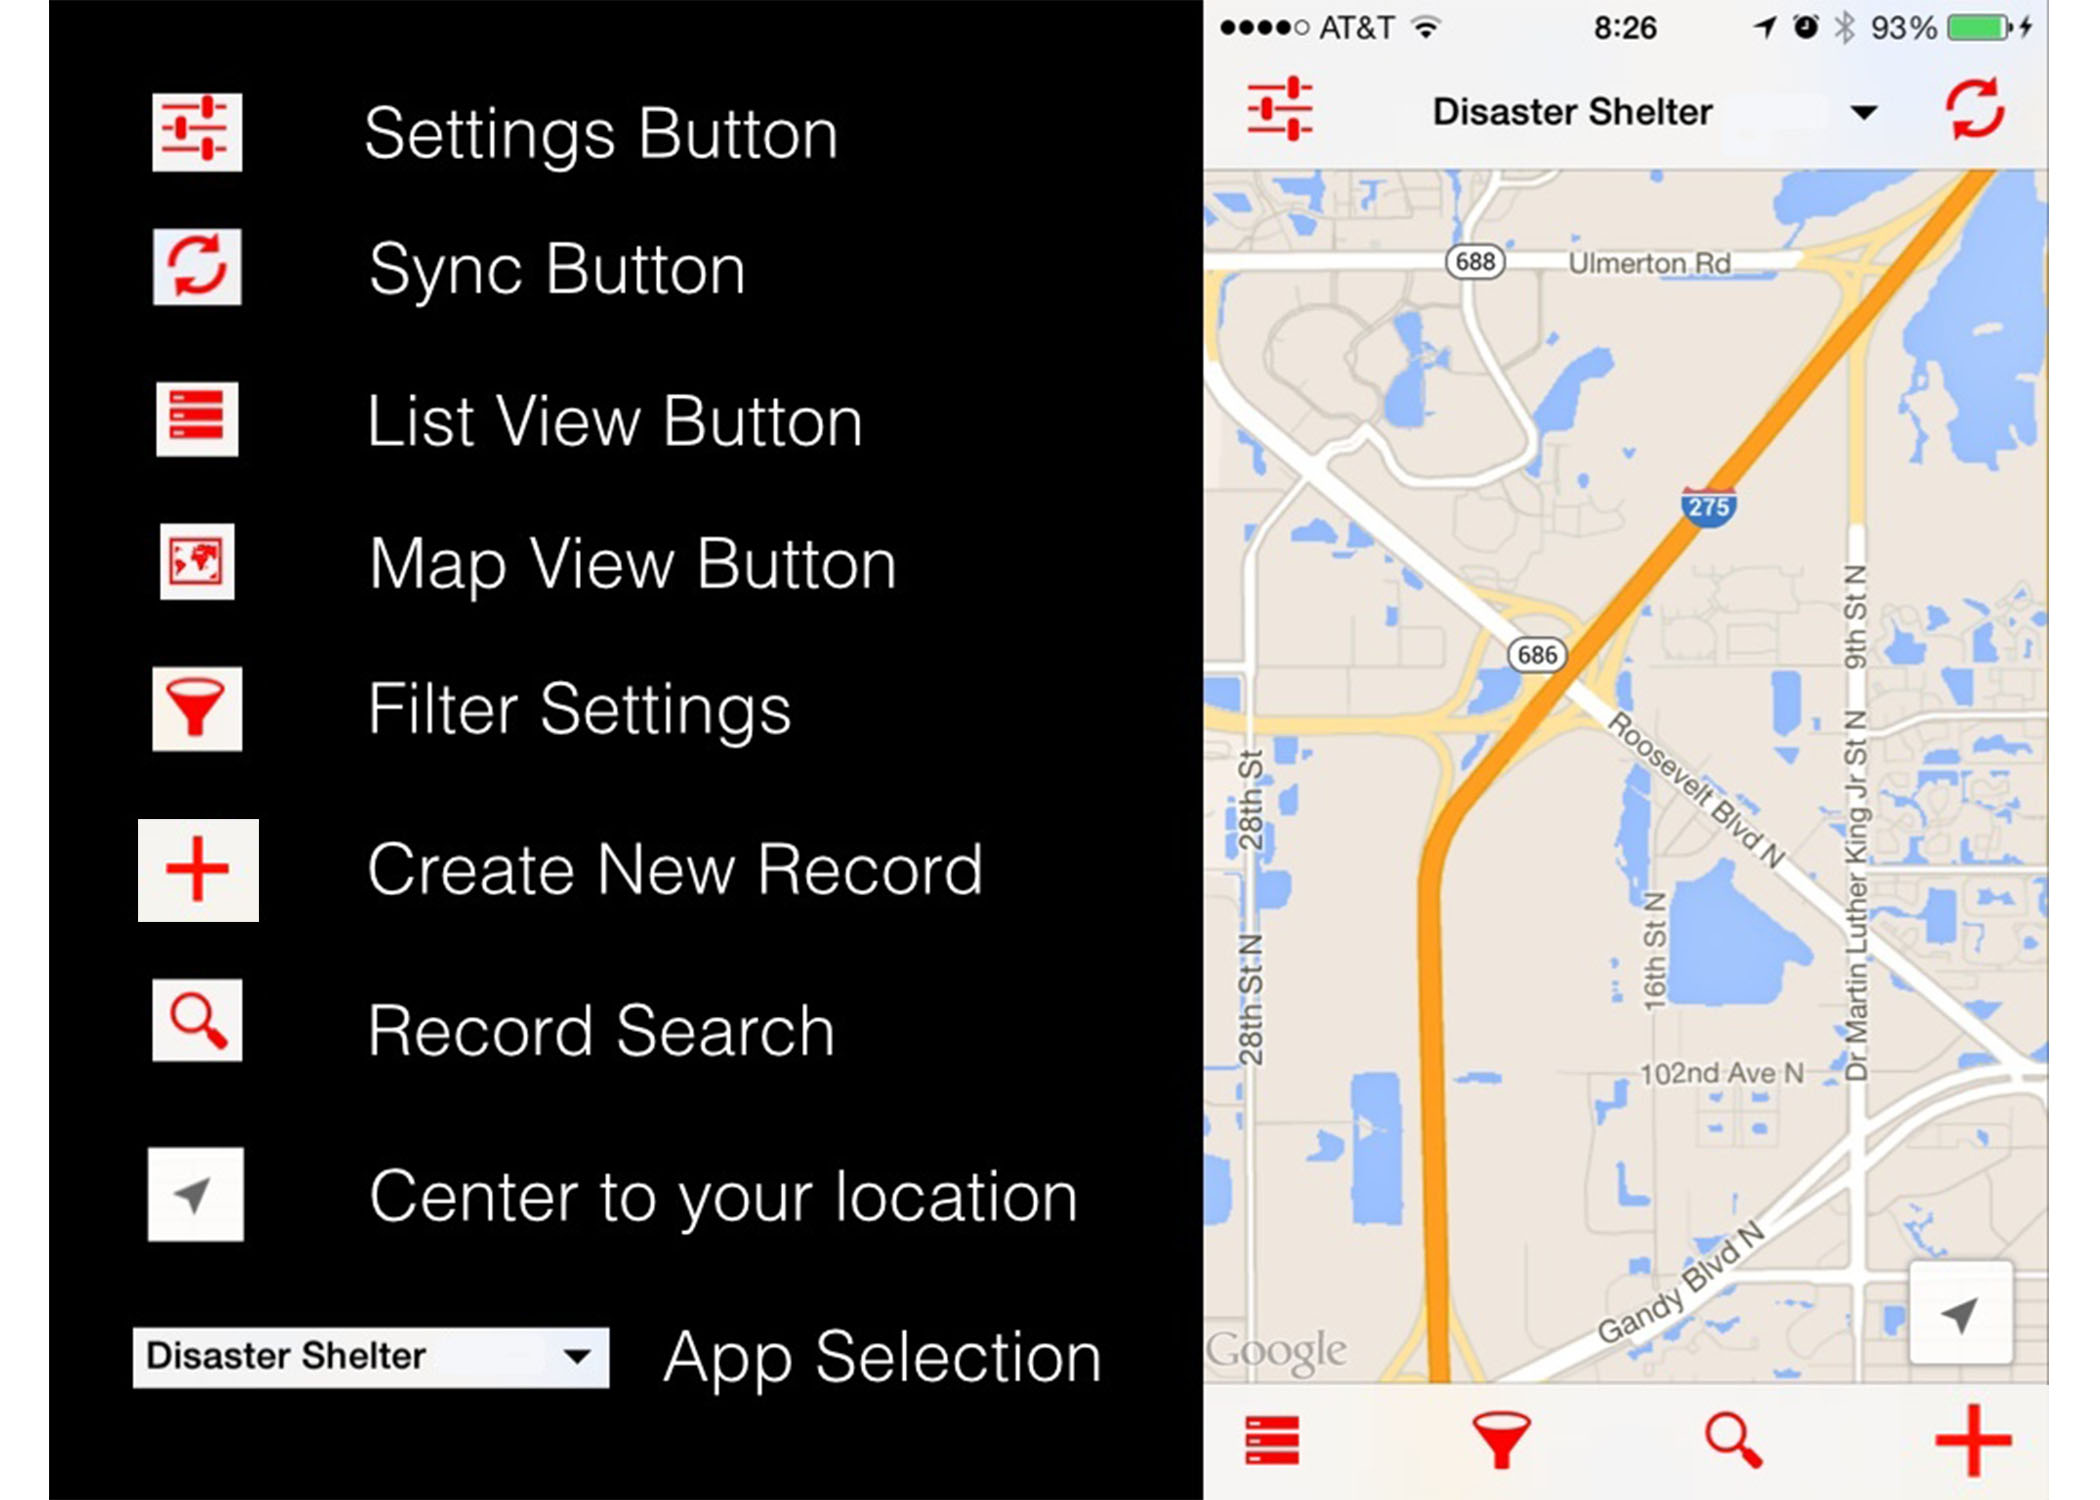 Settings Button
Sync Button
List View Button
Map View Button
Filter Settings
Create New Record
Record Search
Center to your location
Disaster Shelter
App Selection
AT&T 8:26 93%
Disaster Shelter
688
Ulmerton Rd
275
686
9th St N
Roosevelt Blvd N
28th St
Dr Martin Luther King Jr St N
16th St N
28th St N
102nd Ave N
Gandy Blvd N
Google